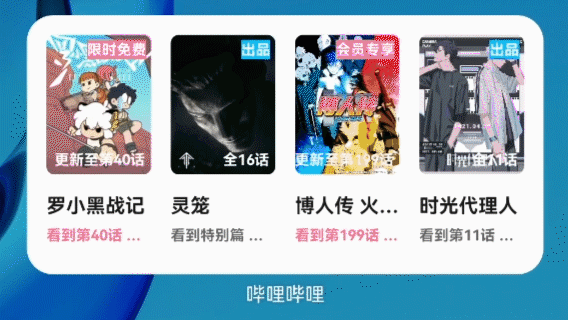 限时免费
出品
会员专享
出品
更新至第40话
全16话
更新至第199话
全11话
罗小黑战记
灵笼
博人传 火…
时光代理人
看到第40话 …
看到特别篇 …
看到第199话 …
看到第11话 …
哔哩哔哩